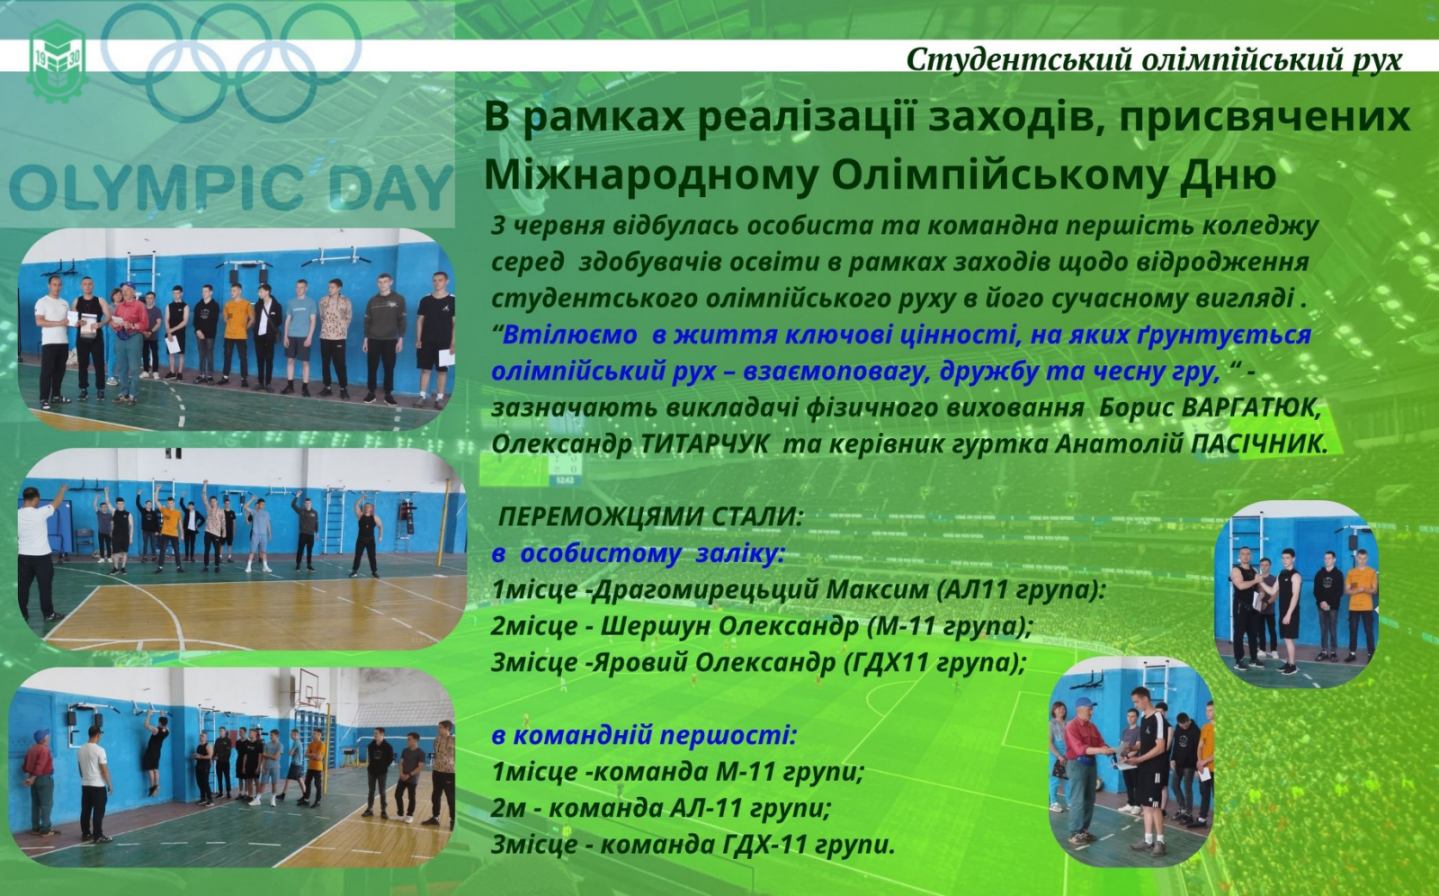 19 30
Студентський олімпійський рух
OLYMPIC DAY
В рамках реалізації заходів, присвячених
Міжнародному Олімпійському Дню
3 червня відбулась особиста та командна першість коледжу
серед здобувачів освіти в рамках заходів щодо відродження
студентського олімпійського руху в його сучасному вигляді .
“Втілюємо в життя ключові цінності, на яких ґрунтується
олімпійський рух – взаємоповагу, дружбу та чесну гру, “ -
зазначають викладачі фізичного виховання Борис ВАРГАТЮК,
Олександр ТИТАРЧУК та керівник гуртка Анатолій ПАСІЧНИК.
ПЕРЕМОЖЦЯМИ СТАЛИ:
в особистому заліку:
1місце -Драгомирецьций Максим (АЛ11 група):
2місце - Шершун Олександр (М-11 група);
3місце -Яровий Олександр (ГДХ11 група);
в командній першості:
1місце -команда М-11 групи;
2м - команда АЛ-11 групи;
3місце - команда ГДХ-11 групи.